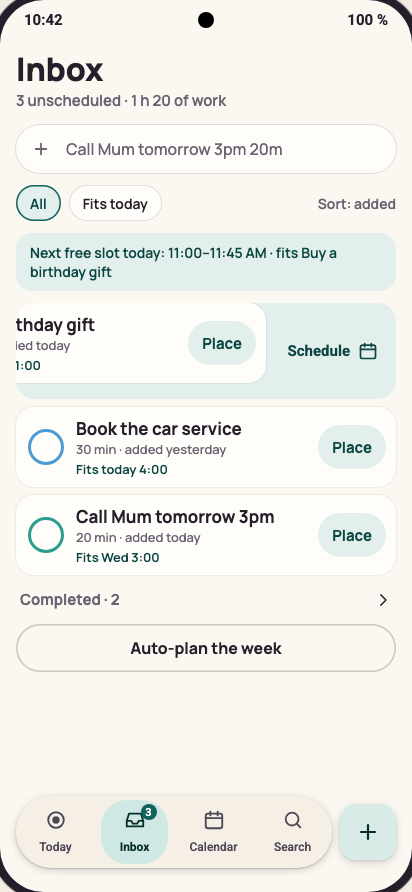 10:42
100 %
Inbox
3 unscheduled · 1 h 20 of work
Call Mum tomorrow 3pm 20m
All
Fits today
Sort: added
Next free slot today: 11:00–11:45 AM · fits Buy a
birthday gift
thday gift
ed today
1:00
Place
Schedule
Book the car service
30 min · added yesterday
Fits today 4:00
Place
Call Mum tomorrow 3pm
20 min · added today
Fits Wed 3:00
Place
Completed · 2
Auto-plan the week
3
Today
Inbox
Calendar
Search